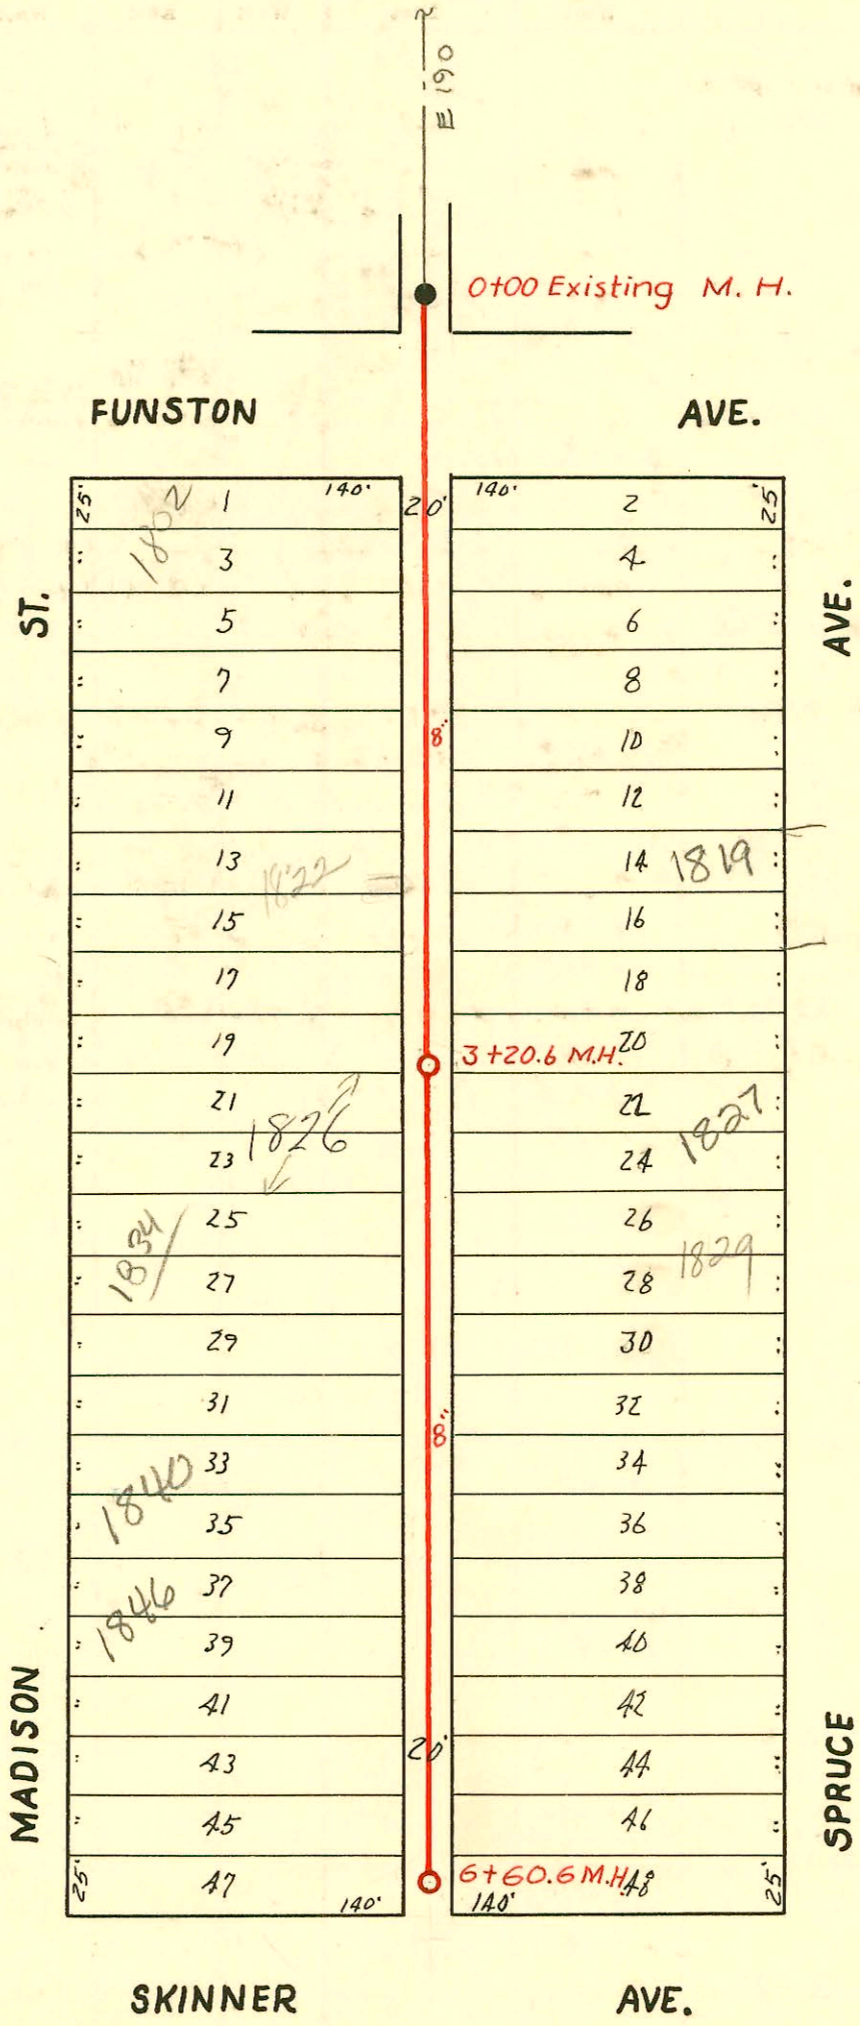 E 190
0+00 Existing M. H.
FUNSTON AVE.
25' 1 140' 20' 140' 2 25'
1802
" 3 4 "
ST. " 5 6 " AVE.
" 7 8 "
" 9 8" 10 "
" 11 12 "
" 13 14 1819 "
1822
" 15 16 "
" 17 18 "
" 19 3+20.6 M.H. 20 "
" 21 22 "
1826 1827
" 23 24 "
" 25 26 "
1834 1829
" 27 28 "
" 29 30 "
" 31 32 "
" 33 8" 34 "
1840
" 35 36 "
" 37 38 "
1846
" 39 40 "
MADISON " 41 42 " SPRUCE
" 43 20' 44 "
" 45 46 "
25' 47 140' 6+60.6 M.H. 140' 48 25'
SKINNER AVE.